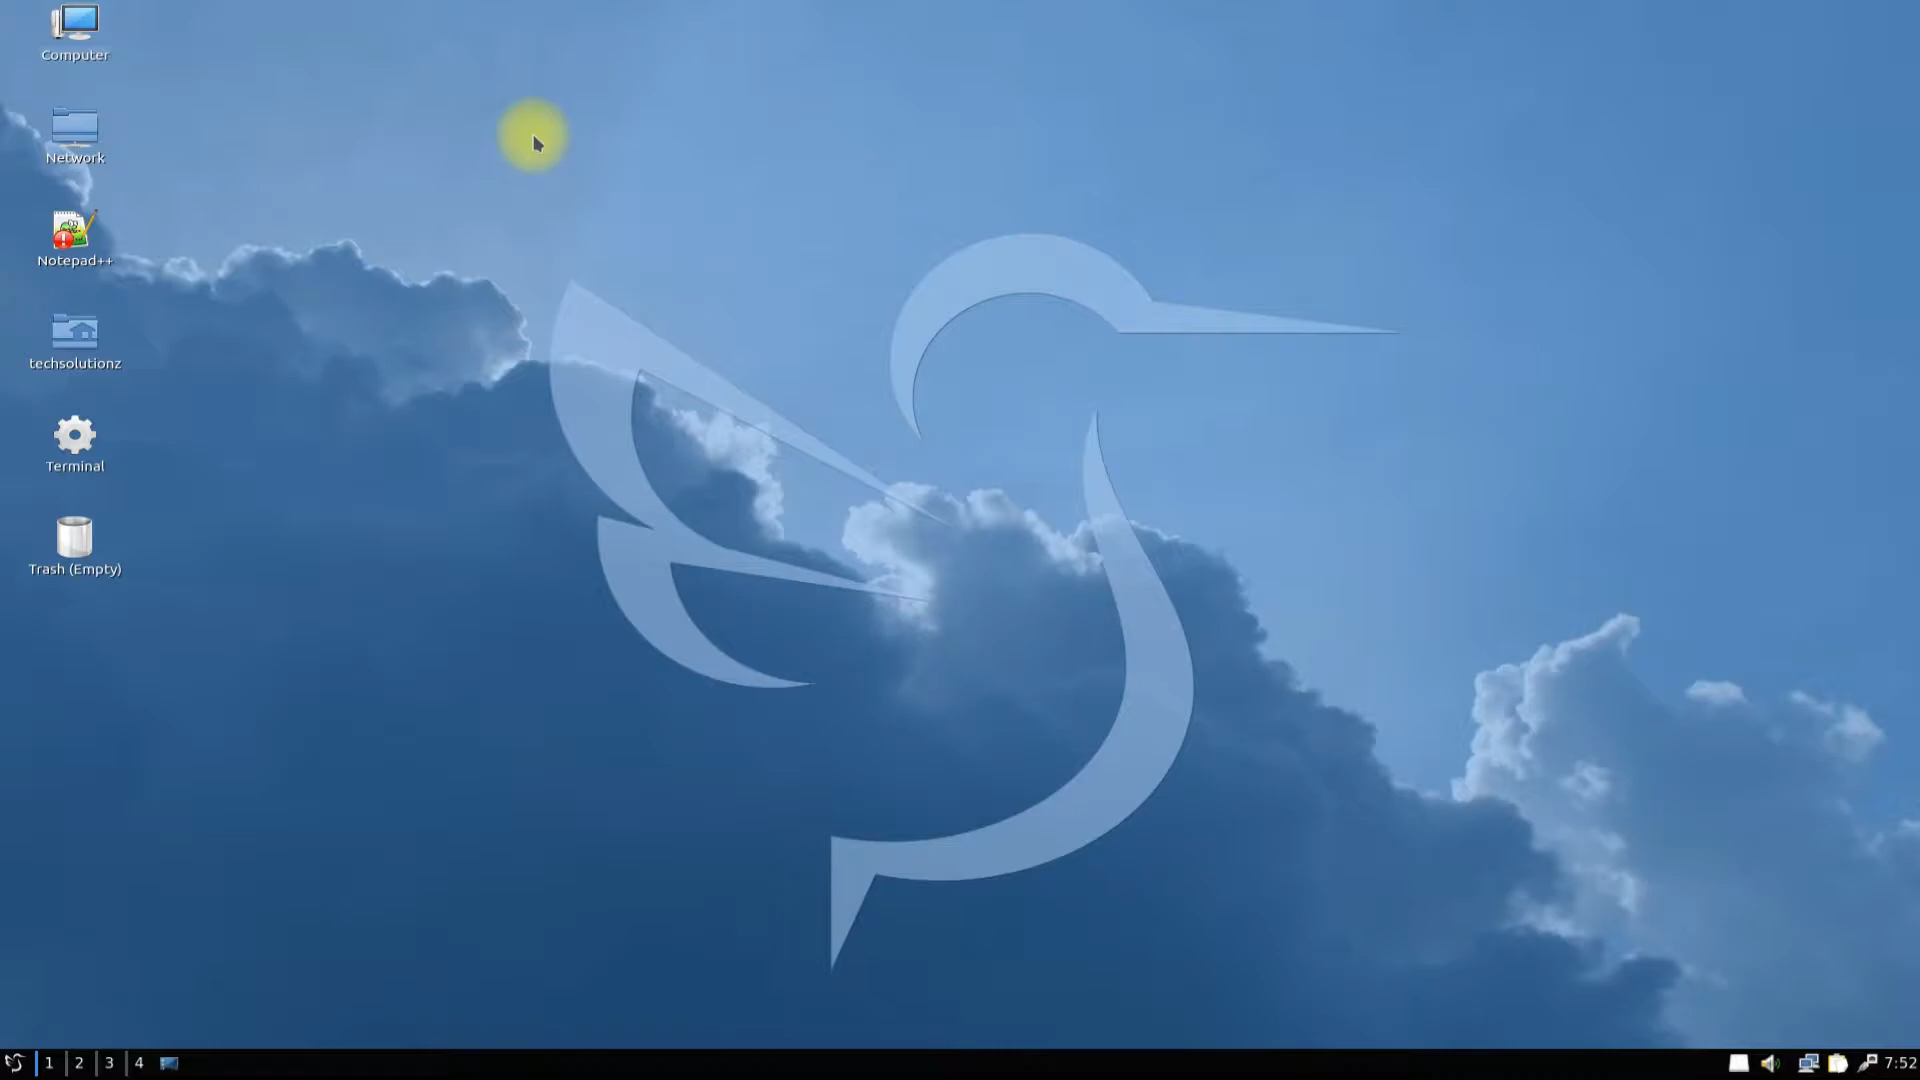 Computer
Network
Notepad++
techsolutionz
Terminal
Trash (Empty)
1 2 3 4
7:52